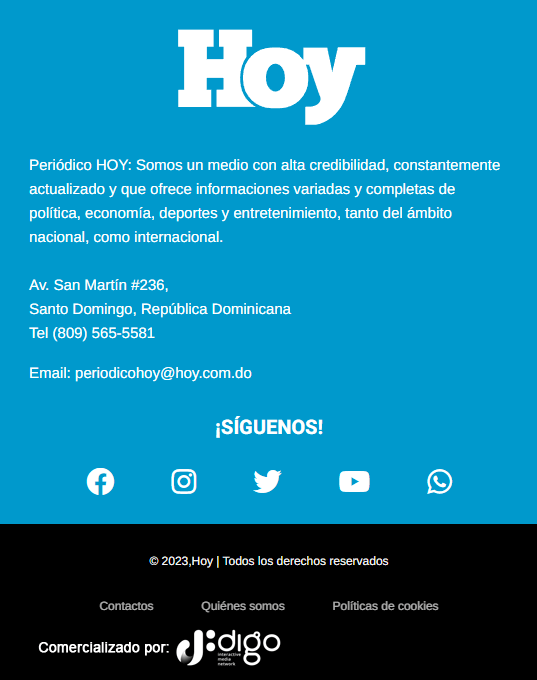 Hoy
Periódico HOY: Somos un medio con alta credibilidad, constantemente
actualizado y que ofrece informaciones variadas y completas de
política, economía, deportes y entretenimiento, tanto del ámbito
nacional, como internacional.
Av. San Martín #236,
Santo Domingo, República Dominicana
Tel (809) 565-5581
Email: periodicohoy@hoy.com.do
¡SÍGUENOS!
© 2023,Hoy | Todos los derechos reservados
Contactos Quiénes somos Políticas de cookies
Comercializado por: digo
interactive
media
network